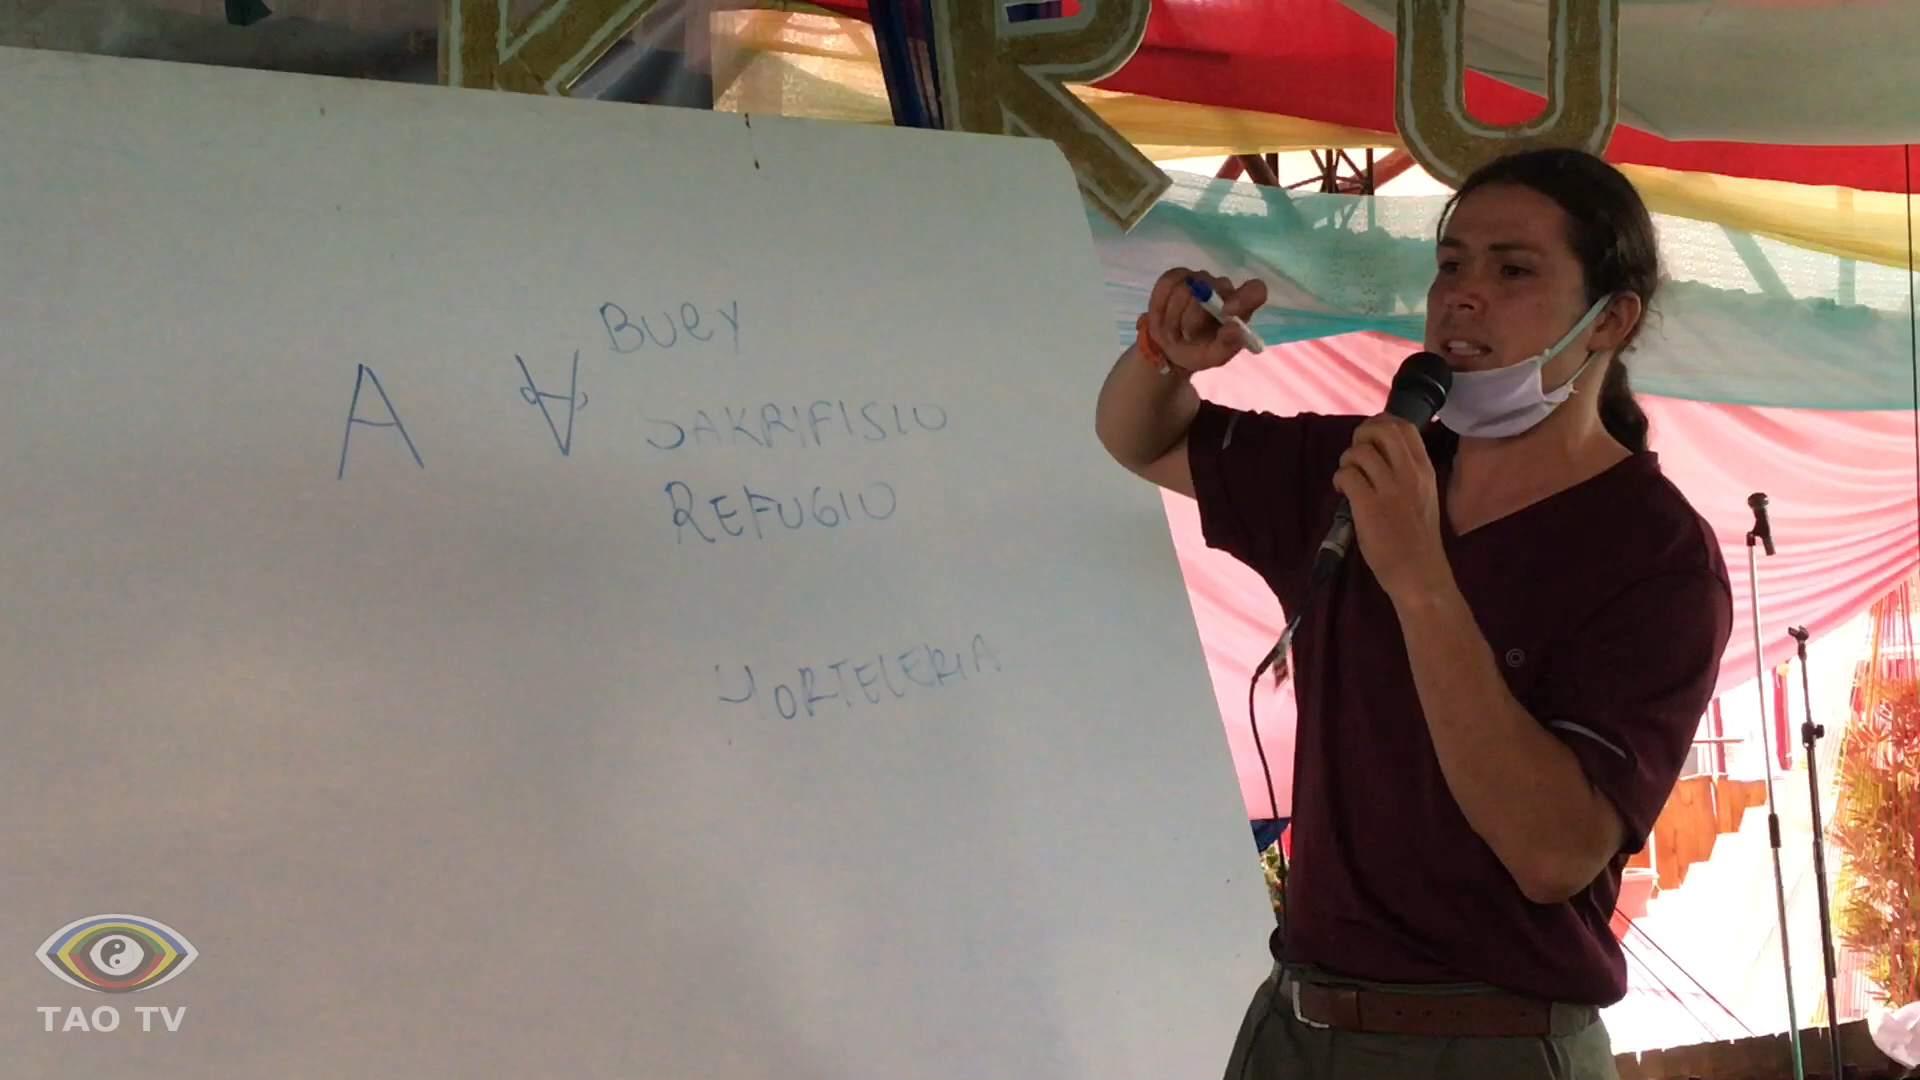 K R U
A ∀ BUEY
SAKRIFISIO
REFUGIO
HORTELERIA
TAO TV